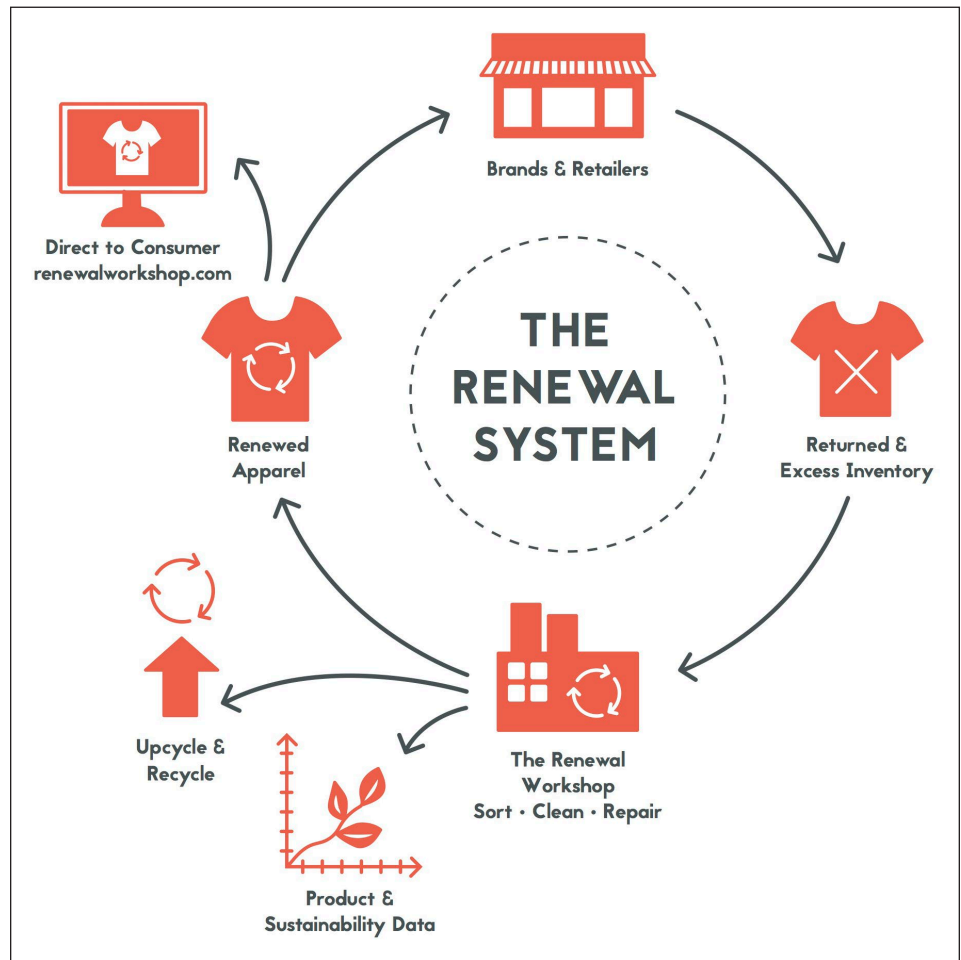 Brands & Retailers
Direct to Consumer
renewalworkshop.com
THE
RENEWAL
SYSTEM
Renewed
Apparel
Returned &
Excess Inventory
Upcycle &
Recycle
The Renewal
Workshop
Sort · Clean · Repair
Product &
Sustainability Data